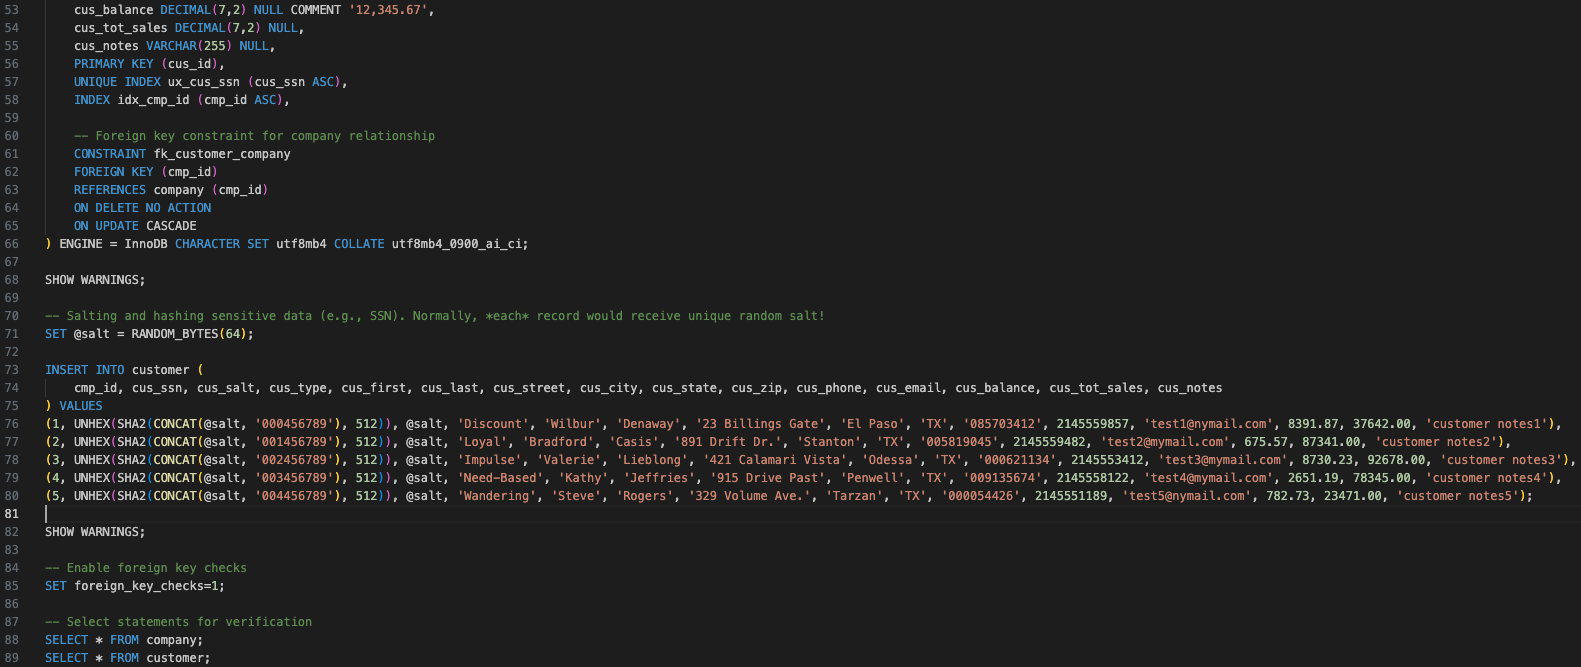 53 cus_balance DECIMAL(7,2) NULL COMMENT '12,345.67',
54 cus_tot_sales DECIMAL(7,2) NULL,
55 cus_notes VARCHAR(255) NULL,
56 PRIMARY KEY (cus_id),
57 UNIQUE INDEX ux_cus_ssn (cus_ssn ASC),
58 INDEX idx_cmp_id (cmp_id ASC),
59
60 -- Foreign key constraint for company relationship
61 CONSTRAINT fk_customer_company
62 FOREIGN KEY (cmp_id)
63 REFERENCES company (cmp_id)
64 ON DELETE NO ACTION
65 ON UPDATE CASCADE
66 ) ENGINE = InnoDB CHARACTER SET utf8mb4 COLLATE utf8mb4_0900_ai_ci;
67
68 SHOW WARNINGS;
69
70 -- Salting and hashing sensitive data (e.g., SSN). Normally, *each* record would receive unique random salt!
71 SET @salt = RANDOM_BYTES(64);
72
73 INSERT INTO customer (
74 cmp_id, cus_ssn, cus_salt, cus_type, cus_first, cus_last, cus_street, cus_city, cus_state, cus_zip, cus_phone, cus_email, cus_balance, cus_tot_sales, cus_notes
75 ) VALUES
76 (1, UNHEX(SHA2(CONCAT(@salt, '000456789'), 512)), @salt, 'Discount', 'Wilbur', 'Denaway', '23 Billings Gate', 'El Paso', 'TX', '085703412', 2145559857, 'test1@nymail.com', 8391.87, 37642.00, 'customer notes1'),
77 (2, UNHEX(SHA2(CONCAT(@salt, '001456789'), 512)), @salt, 'Loyal', 'Bradford', 'Casis', '891 Drift Dr.', 'Stanton', 'TX', '005819045', 2145559482, 'test2@mymail.com', 675.57, 87341.00, 'customer notes2'),
78 (3, UNHEX(SHA2(CONCAT(@salt, '002456789'), 512)), @salt, 'Impulse', 'Valerie', 'Lieblong', '421 Calamari Vista', 'Odessa', 'TX', '000621134', 2145553412, 'test3@mymail.com', 8730.23, 92678.00, 'customer notes3'),
79 (4, UNHEX(SHA2(CONCAT(@salt, '003456789'), 512)), @salt, 'Need-Based', 'Kathy', 'Jeffries', '915 Drive Past', 'Penwell', 'TX', '009135674', 2145558122, 'test4@mymail.com', 2651.19, 78345.00, 'customer notes4'),
80 (5, UNHEX(SHA2(CONCAT(@salt, '004456789'), 512)), @salt, 'Wandering', 'Steve', 'Rogers', '329 Volume Ave.', 'Tarzan', 'TX', '000054426', 2145551189, 'test5@nymail.com', 782.73, 23471.00, 'customer notes5');
81
82 SHOW WARNINGS;
83
84 -- Enable foreign key checks
85 SET foreign_key_checks=1;
86
87 -- Select statements for verification
88 SELECT * FROM company;
89 SELECT * FROM customer;